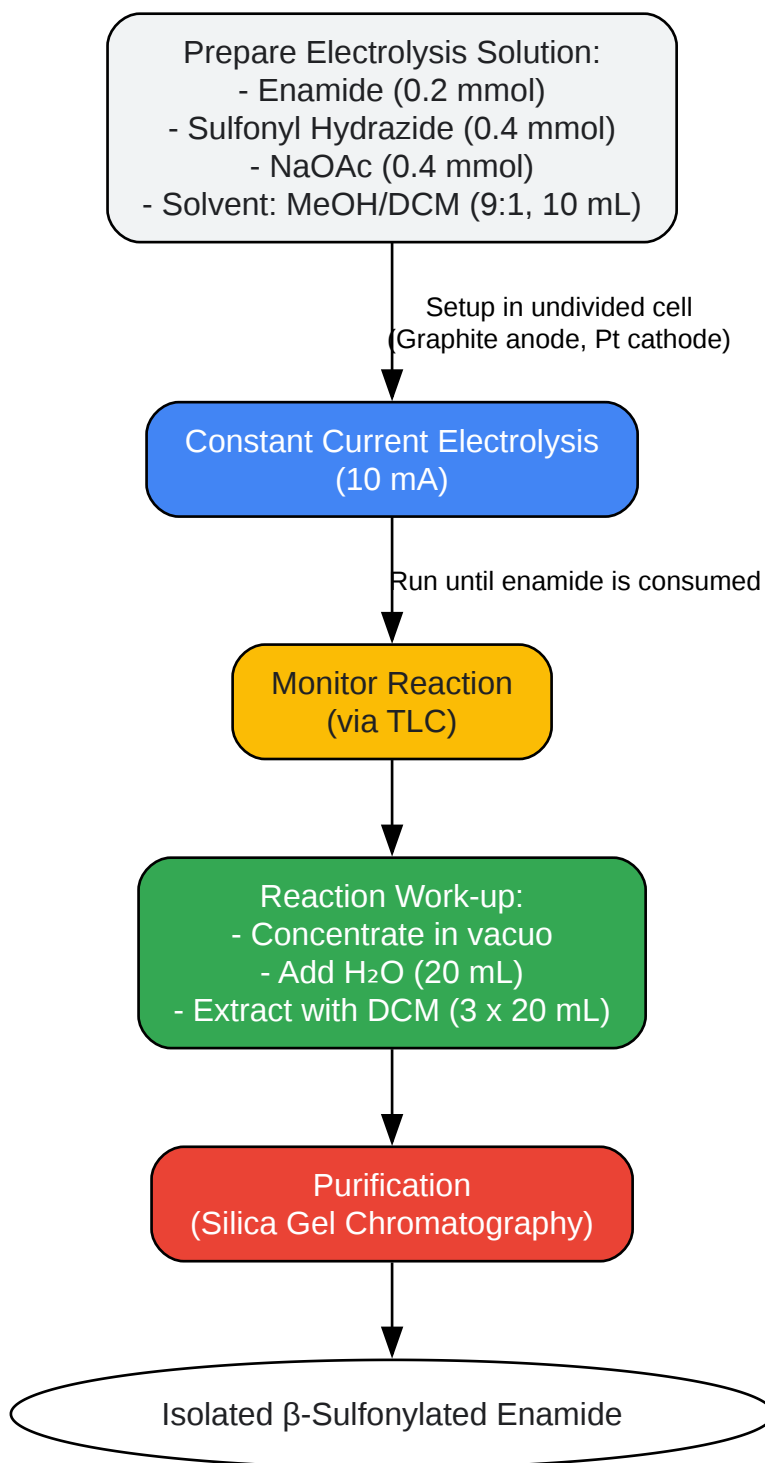 Prepare Electrolysis Solution:
- Enamide (0.2 mmol)
- Sulfonyl Hydrazide (0.4 mmol)
- NaOAc (0.4 mmol)
- Solvent: MeOH/DCM (9:1, 10 mL)
Setup in undivided cell
(Graphite anode, Pt cathode)
Constant Current Electrolysis
(10 mA)
Run until enamide is consumed
Monitor Reaction
(via TLC)
Reaction Work-up:
- Concentrate in vacuo
- Add H₂O (20 mL)
- Extract with DCM (3 x 20 mL)
Purification
(Silica Gel Chromatography)
Isolated β-Sulfonylated Enamide